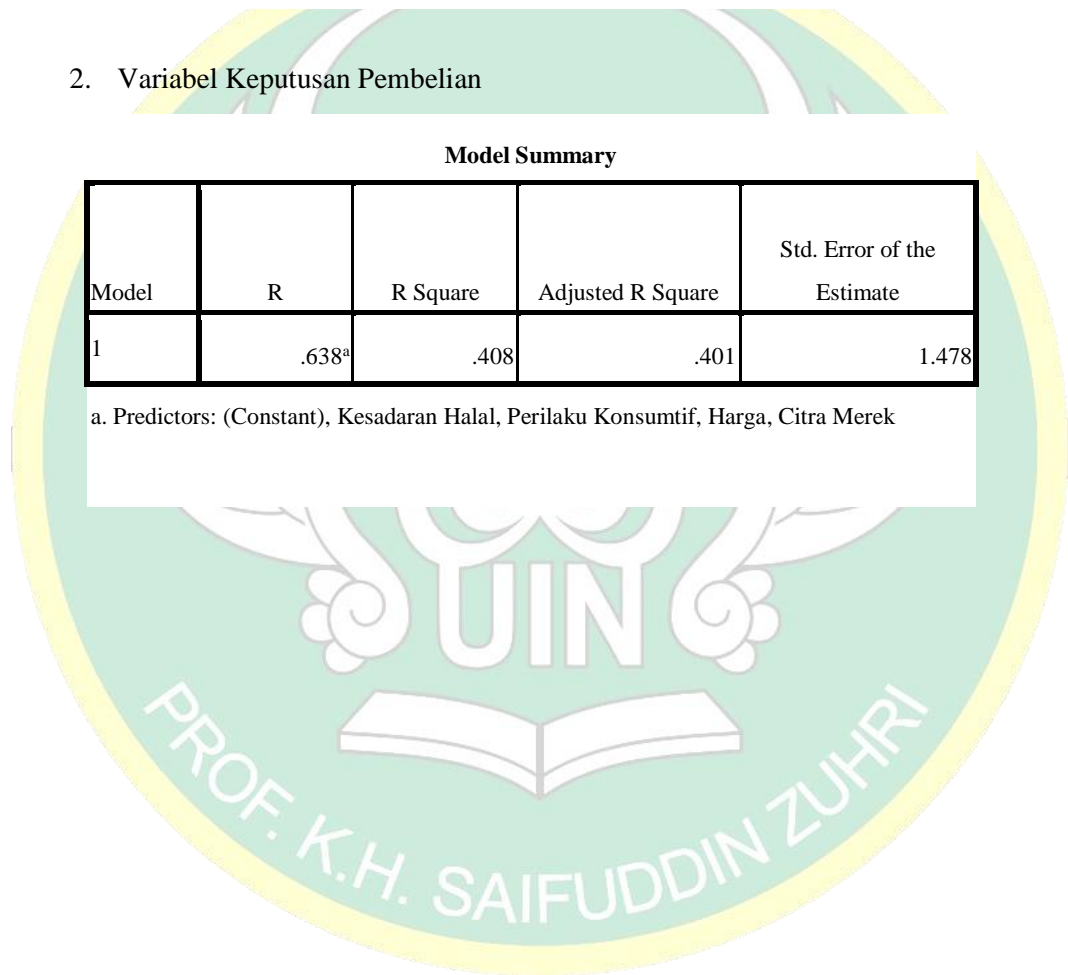 2. Variabel Keputusan Pembelian
Model Summary
Model R R Square Adjusted R Square Std. Error of the Estimate
1 .638a .408 .401 1.478
a. Predictors: (Constant), Kesadaran Halal, Perilaku Konsumtif, Harga, Citra Merek
UIN
PROF. K.H. SAIFUDDIN ZUHRI